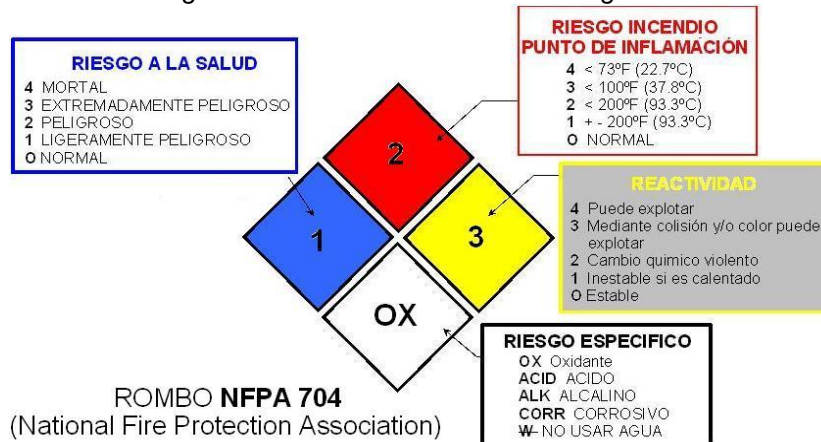 RIESGO A LA SALUD
4 MORTAL
3 EXTREMADAMENTE PELIGROSO
2 PELIGROSO
1 LIGERAMENTE PELIGROSO
O NORMAL
RIESGO INCENDIO
PUNTO DE INFLAMACIÓN
4 < 73ºF (22.7ºC)
3 < 100ºF (37.8ºC)
2 < 200ºF (93.3ºC)
1 + - 200ºF (93.3ºC)
O NORMAL
2
1
3
OX
REACTIVIDAD
4 Puede explotar
3 Mediante colisión y/o color puede
explotar
2 Cambio quimico violento
1 Inestable si es calentado
O Estable
RIESGO ESPECIFICO
OX Oxidante
ACID ACIDO
ALK ALCALINO
CORR CORROSIVO
W NO USAR AGUA
ROMBO NFPA 704
(National Fire Protection Association)